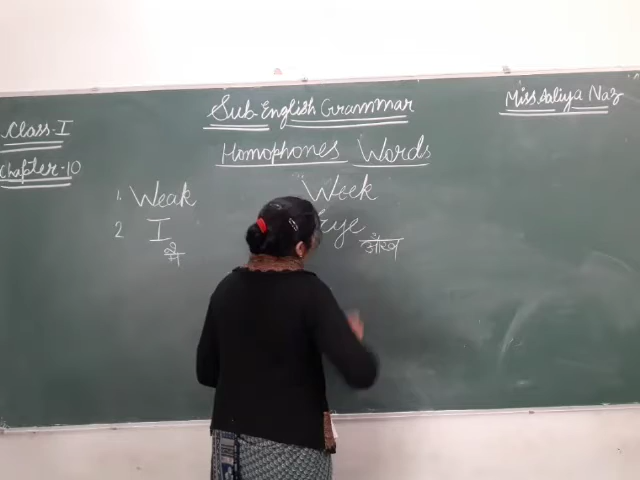 Sub-English Grammar
Miss. Aaliya Naz
Class-I
Homophones Words
Chapter-10
1. Weak Week
2. I Eye
मैं आँख